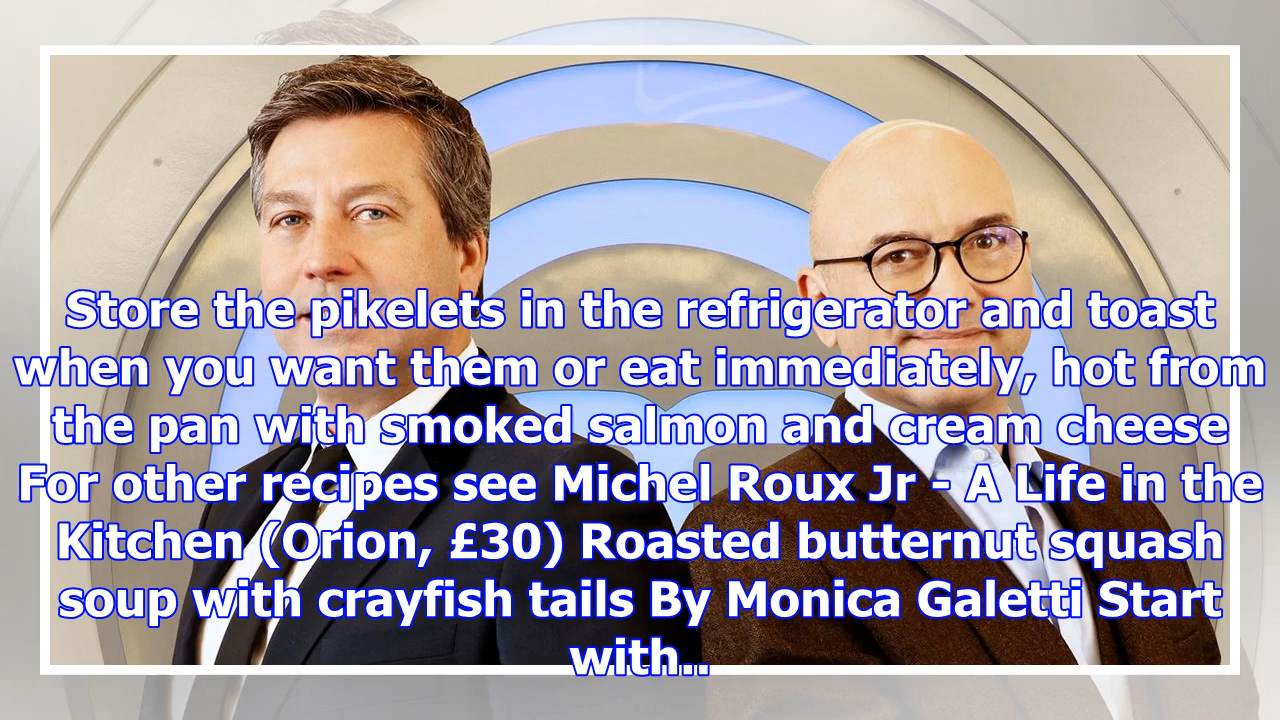 Store the pikelets in the refrigerator and toast
when you want them or eat immediately, hot from
the pan with smoked salmon and cream cheese
For other recipes see Michel Roux Jr - A Life in the
Kitchen (Orion, £30) Roasted butternut squash
soup with crayfish tails By Monica Galetti Start
with..